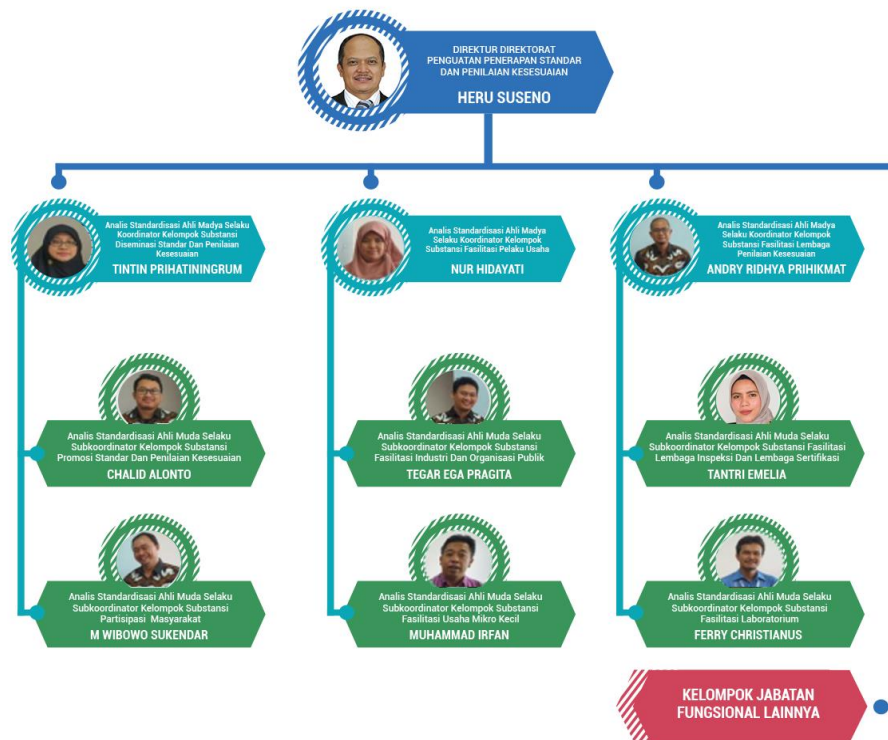 DIREKTUR DIREKTORAT
PENGUATAN PENERAPAN STANDAR
DAN PENILAIAN KESESUAIAN
HERU SUSENO
Analis Standardisasi Ahli Madya Selaku
Koordinator Kelompok Substansi
Diseminasi Standar Dan Penilaian
Kesesuaian
TINTIN PRIHATININGRUM
Analis Standardisasi Ahli Madya
Selaku Koordinator Kelompok
Substansi Fasilitasi Pelaku Usaha
NUR HIDAYATI
Analis Standardisasi Ahli Madya
Selaku Koordinator Kelompok
Substansi Fasilitasi Lembaga
Penilaian Kesesuaian
ANDRY RIDHYA PRIHIKMAT
Analis Standardisasi Ahli Muda Selaku
Subkoordinator Kelompok Substansi
Promosi Standar Dan Penilaian Kesesuaian
CHALID ALONTO
Analis Standardisasi Ahli Muda Selaku
Subkoordinator Kelompok Substansi
Fasilitasi Industri Dan Organisasi Publik
TEGAR EGA PRAGITA
Analis Standardisasi Ahli Muda Selaku
Subkoordinator Kelompok Substansi Fasilitasi
Lembaga Inspeksi Dan Lembaga Sertifikasi
TANTRI EMELIA
Analis Standardisasi Ahli Muda Selaku
Subkoordinator Kelompok Substansi
Partisipasi Masyarakat
M WIBOWO SUKENDAR
Analis Standardisasi Ahli Muda Selaku
Subkoordinator Kelompok Substansi
Fasilitasi Usaha Mikro Kecil
MUHAMMAD IRFAN
Analis Standardisasi Ahli Muda Selaku
Subkoordinator Kelompok Substansi
Fasilitasi Laboratorium
FERRY CHRISTIANUS
KELOMPOK JABATAN
FUNGSIONAL LAINNYA